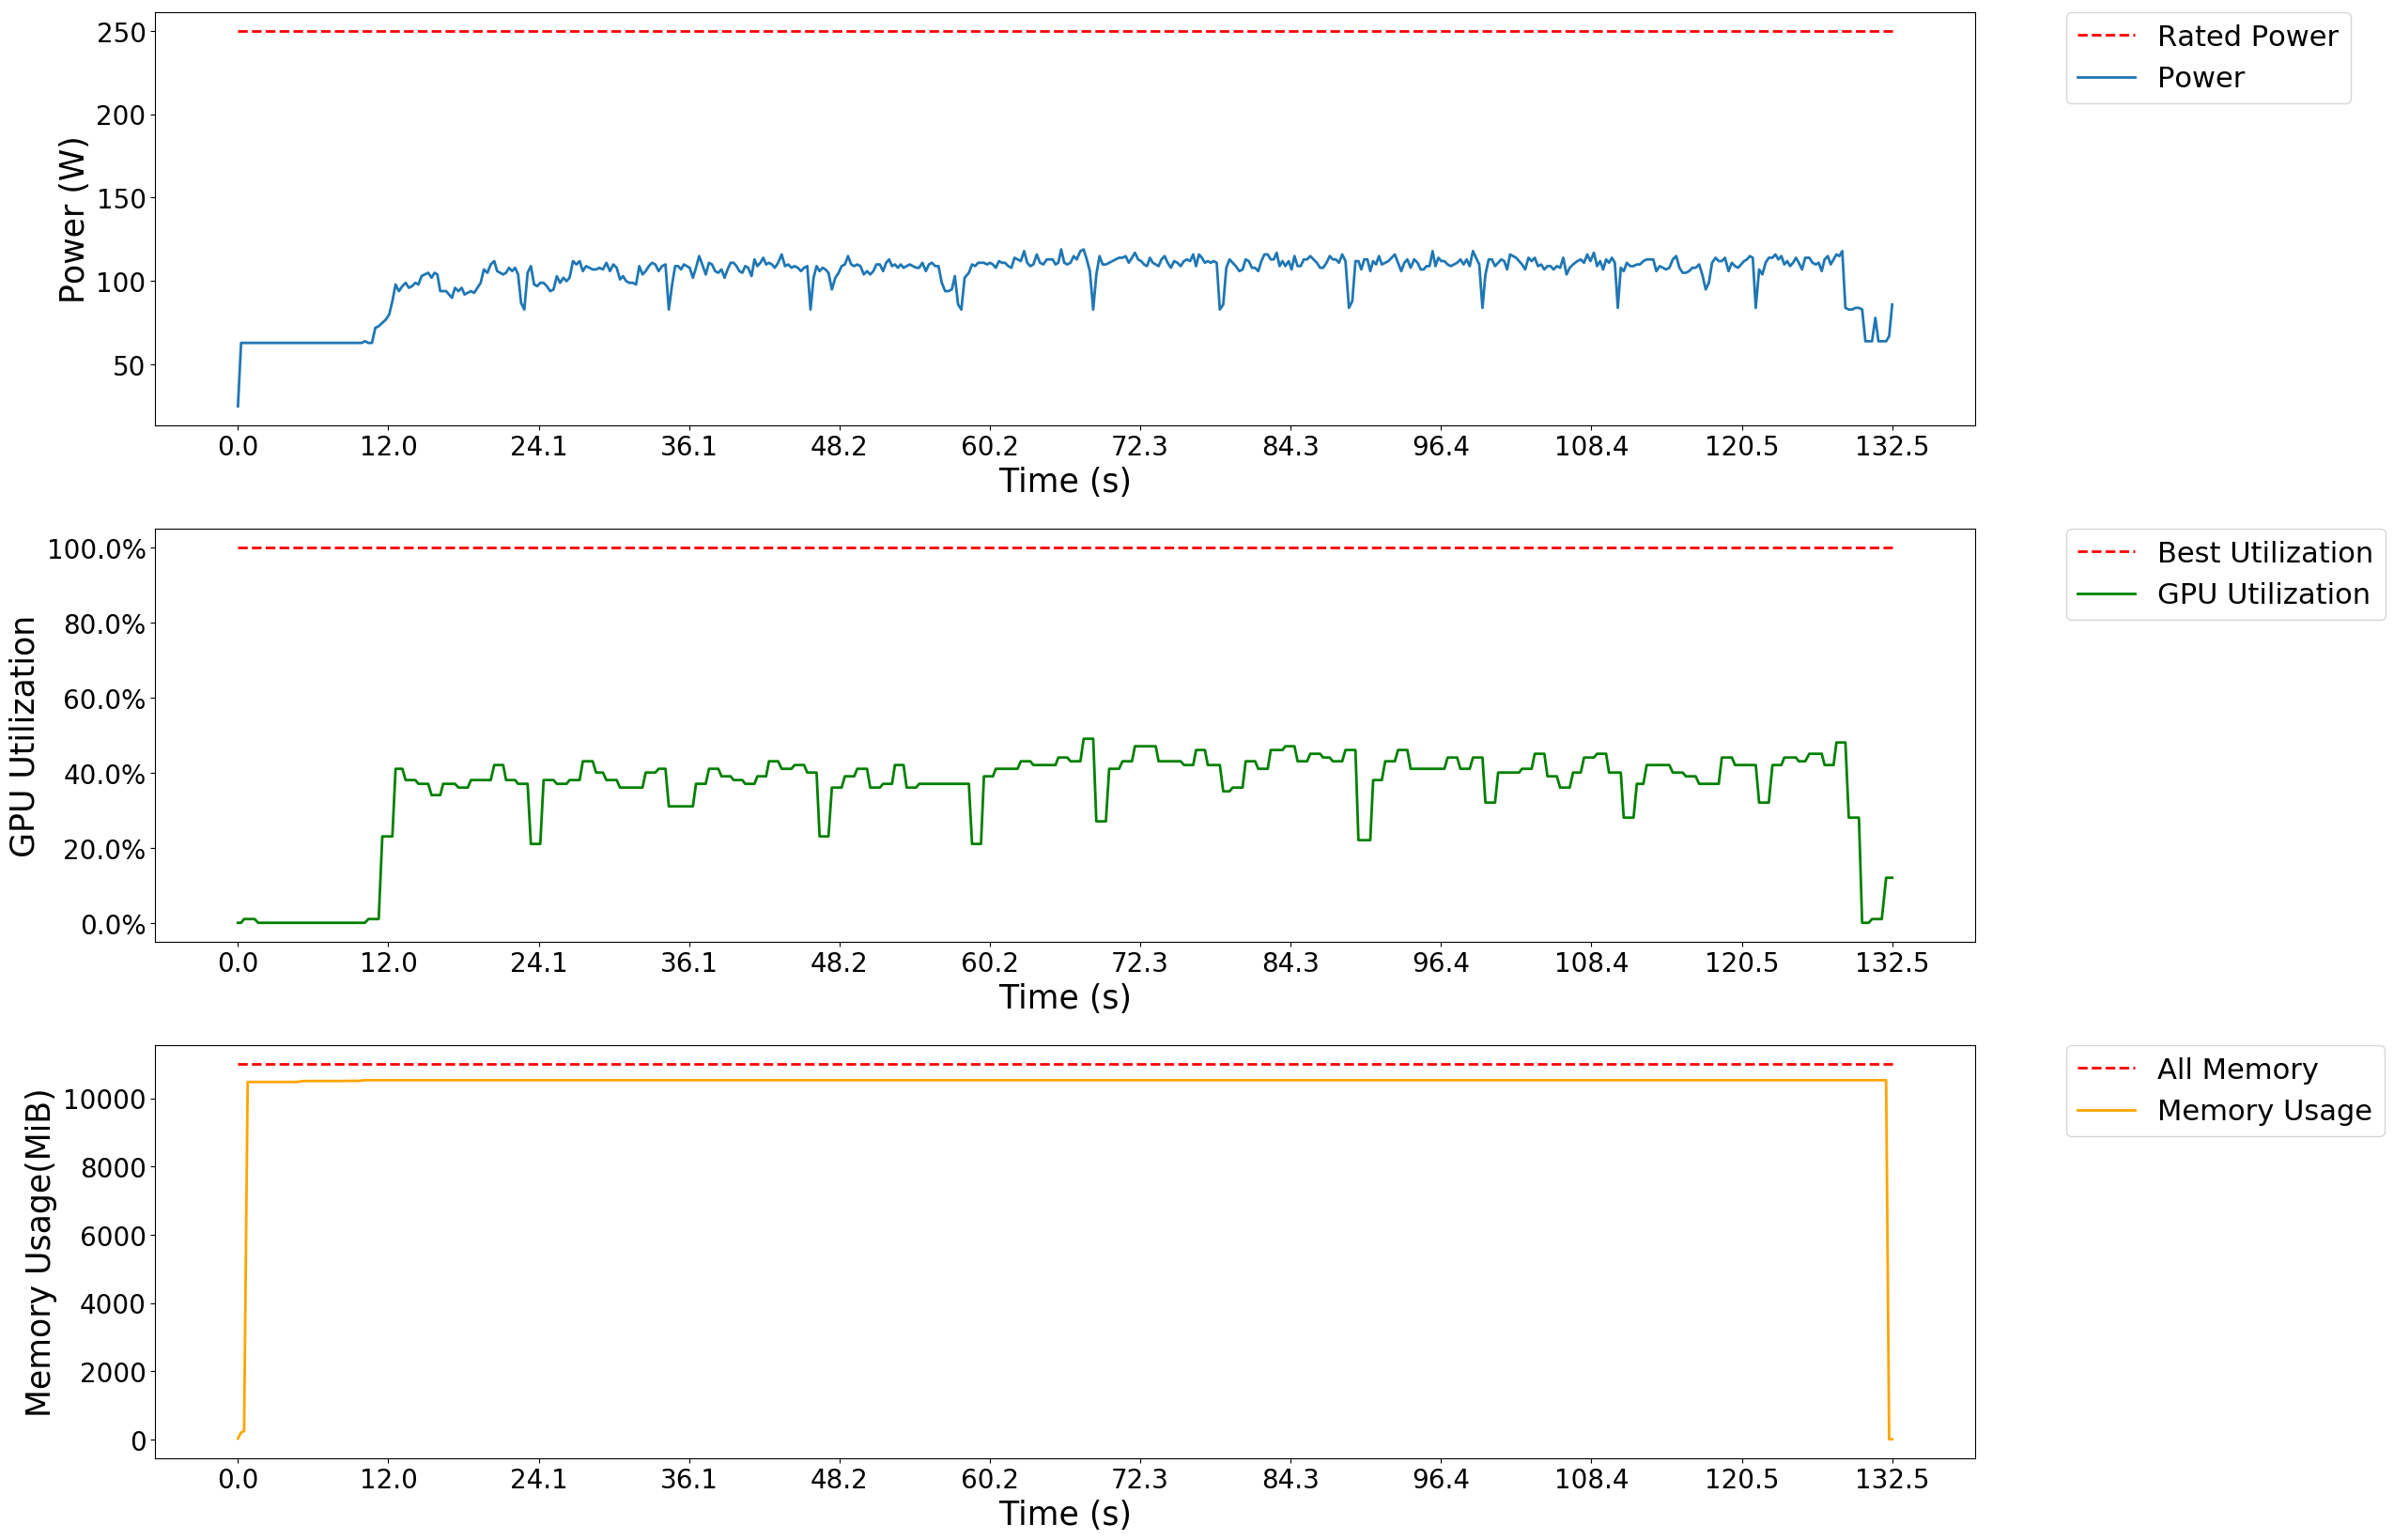 250
200
150
100
50
Power (W)
0.0 12.0 24.1 36.1 48.2 60.2 72.3 84.3 96.4 108.4 120.5 132.5
Time (s)
Rated Power
Power
100.0%
80.0%
60.0%
40.0%
20.0%
0.0%
GPU Utilization
0.0 12.0 24.1 36.1 48.2 60.2 72.3 84.3 96.4 108.4 120.5 132.5
Time (s)
Best Utilization
GPU Utilization
10000
8000
6000
4000
2000
0
Memory Usage(MiB)
0.0 12.0 24.1 36.1 48.2 60.2 72.3 84.3 96.4 108.4 120.5 132.5
Time (s)
All Memory
Memory Usage